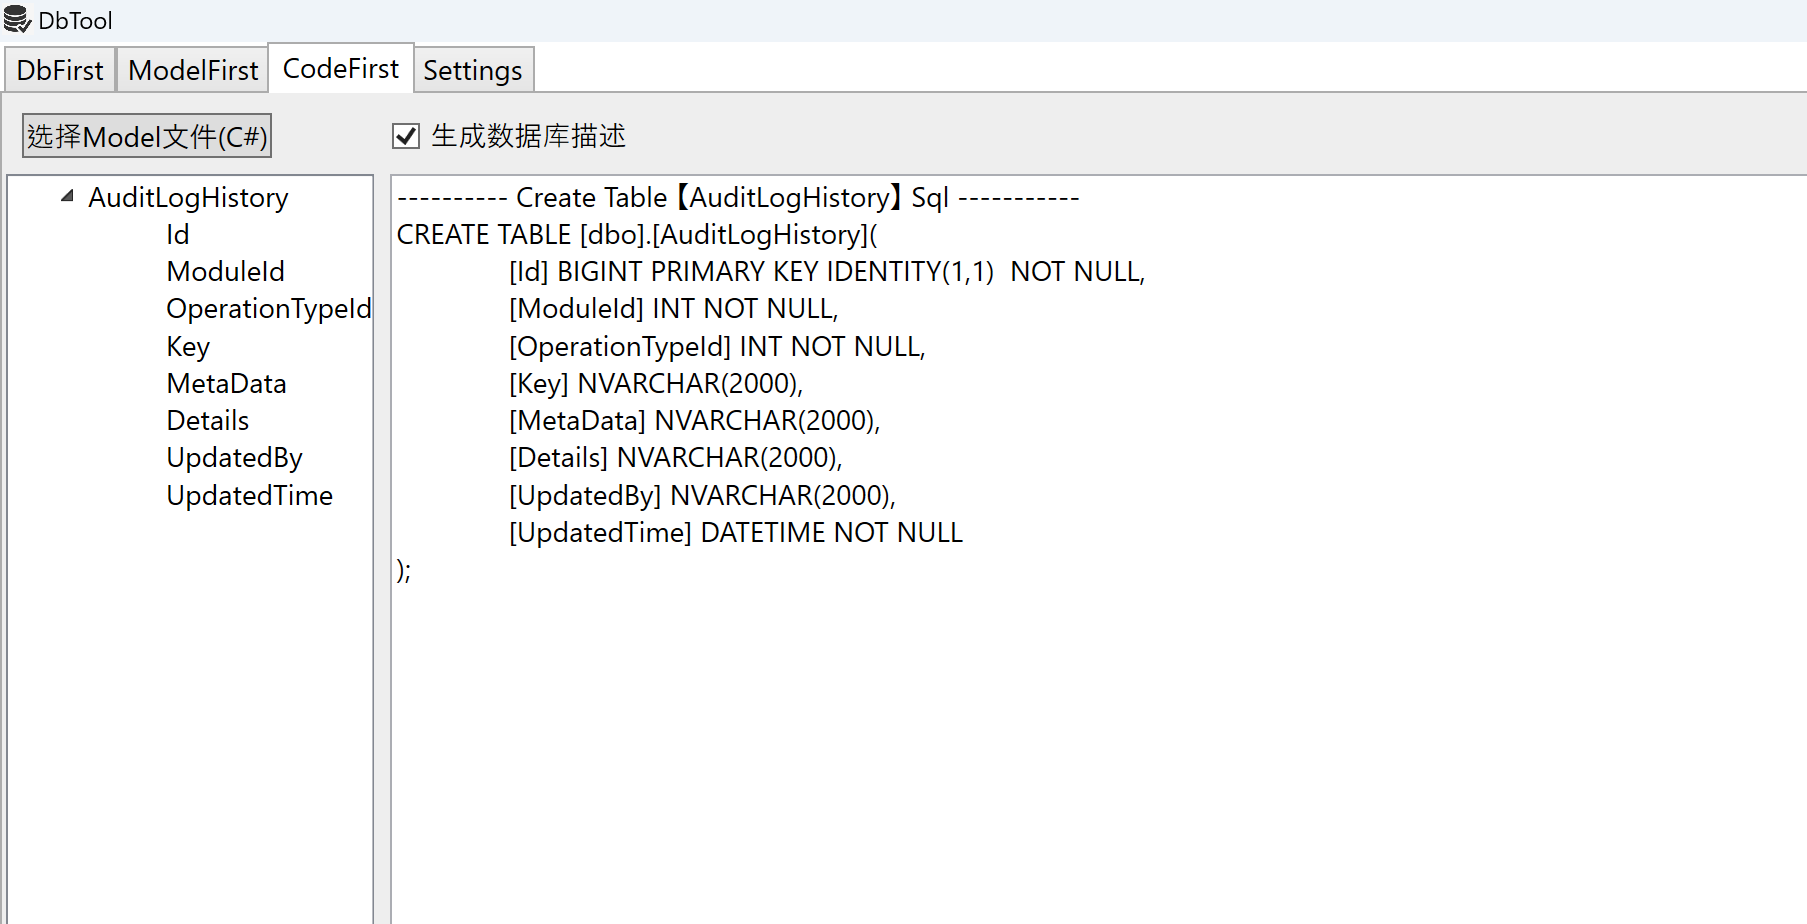 DbTool
DbFirst ModelFirst CodeFirst Settings
选择Model文件(C#) 生成数据库描述
AuditLogHistory
Id
ModuleId
OperationTypeId
Key
MetaData
Details
UpdatedBy
UpdatedTime
---------- Create Table【AuditLogHistory】Sql -----------
CREATE TABLE [dbo].[AuditLogHistory](
[Id] BIGINT PRIMARY KEY IDENTITY(1,1)  NOT NULL,
[ModuleId] INT NOT NULL,
[OperationTypeId] INT NOT NULL,
[Key] NVARCHAR(2000),
[MetaData] NVARCHAR(2000),
[Details] NVARCHAR(2000),
[UpdatedBy] NVARCHAR(2000),
[UpdatedTime] DATETIME NOT NULL
);